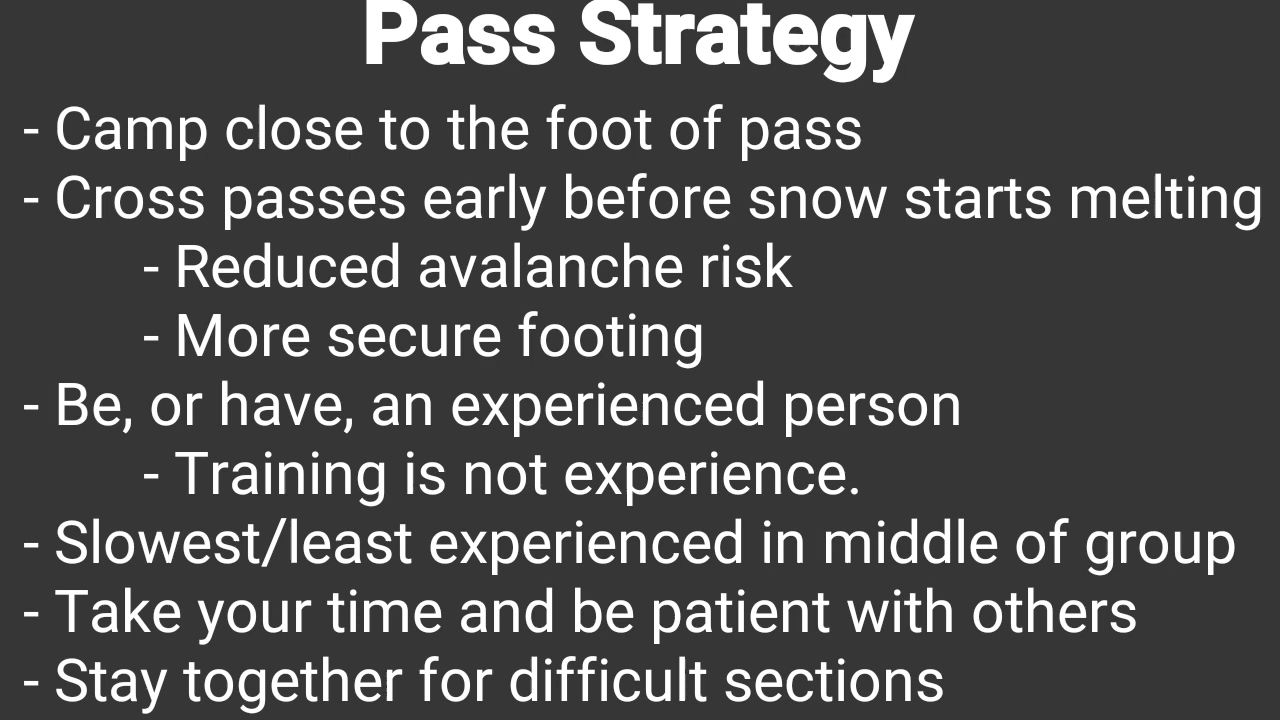 Pass Strategy
- Camp close to the foot of pass
- Cross passes early before snow starts melting
- Reduced avalanche risk
- More secure footing
- Be, or have, an experienced person
- Training is not experience.
- Slowest/least experienced in middle of group
- Take your time and be patient with others
- Stay together for difficult sections